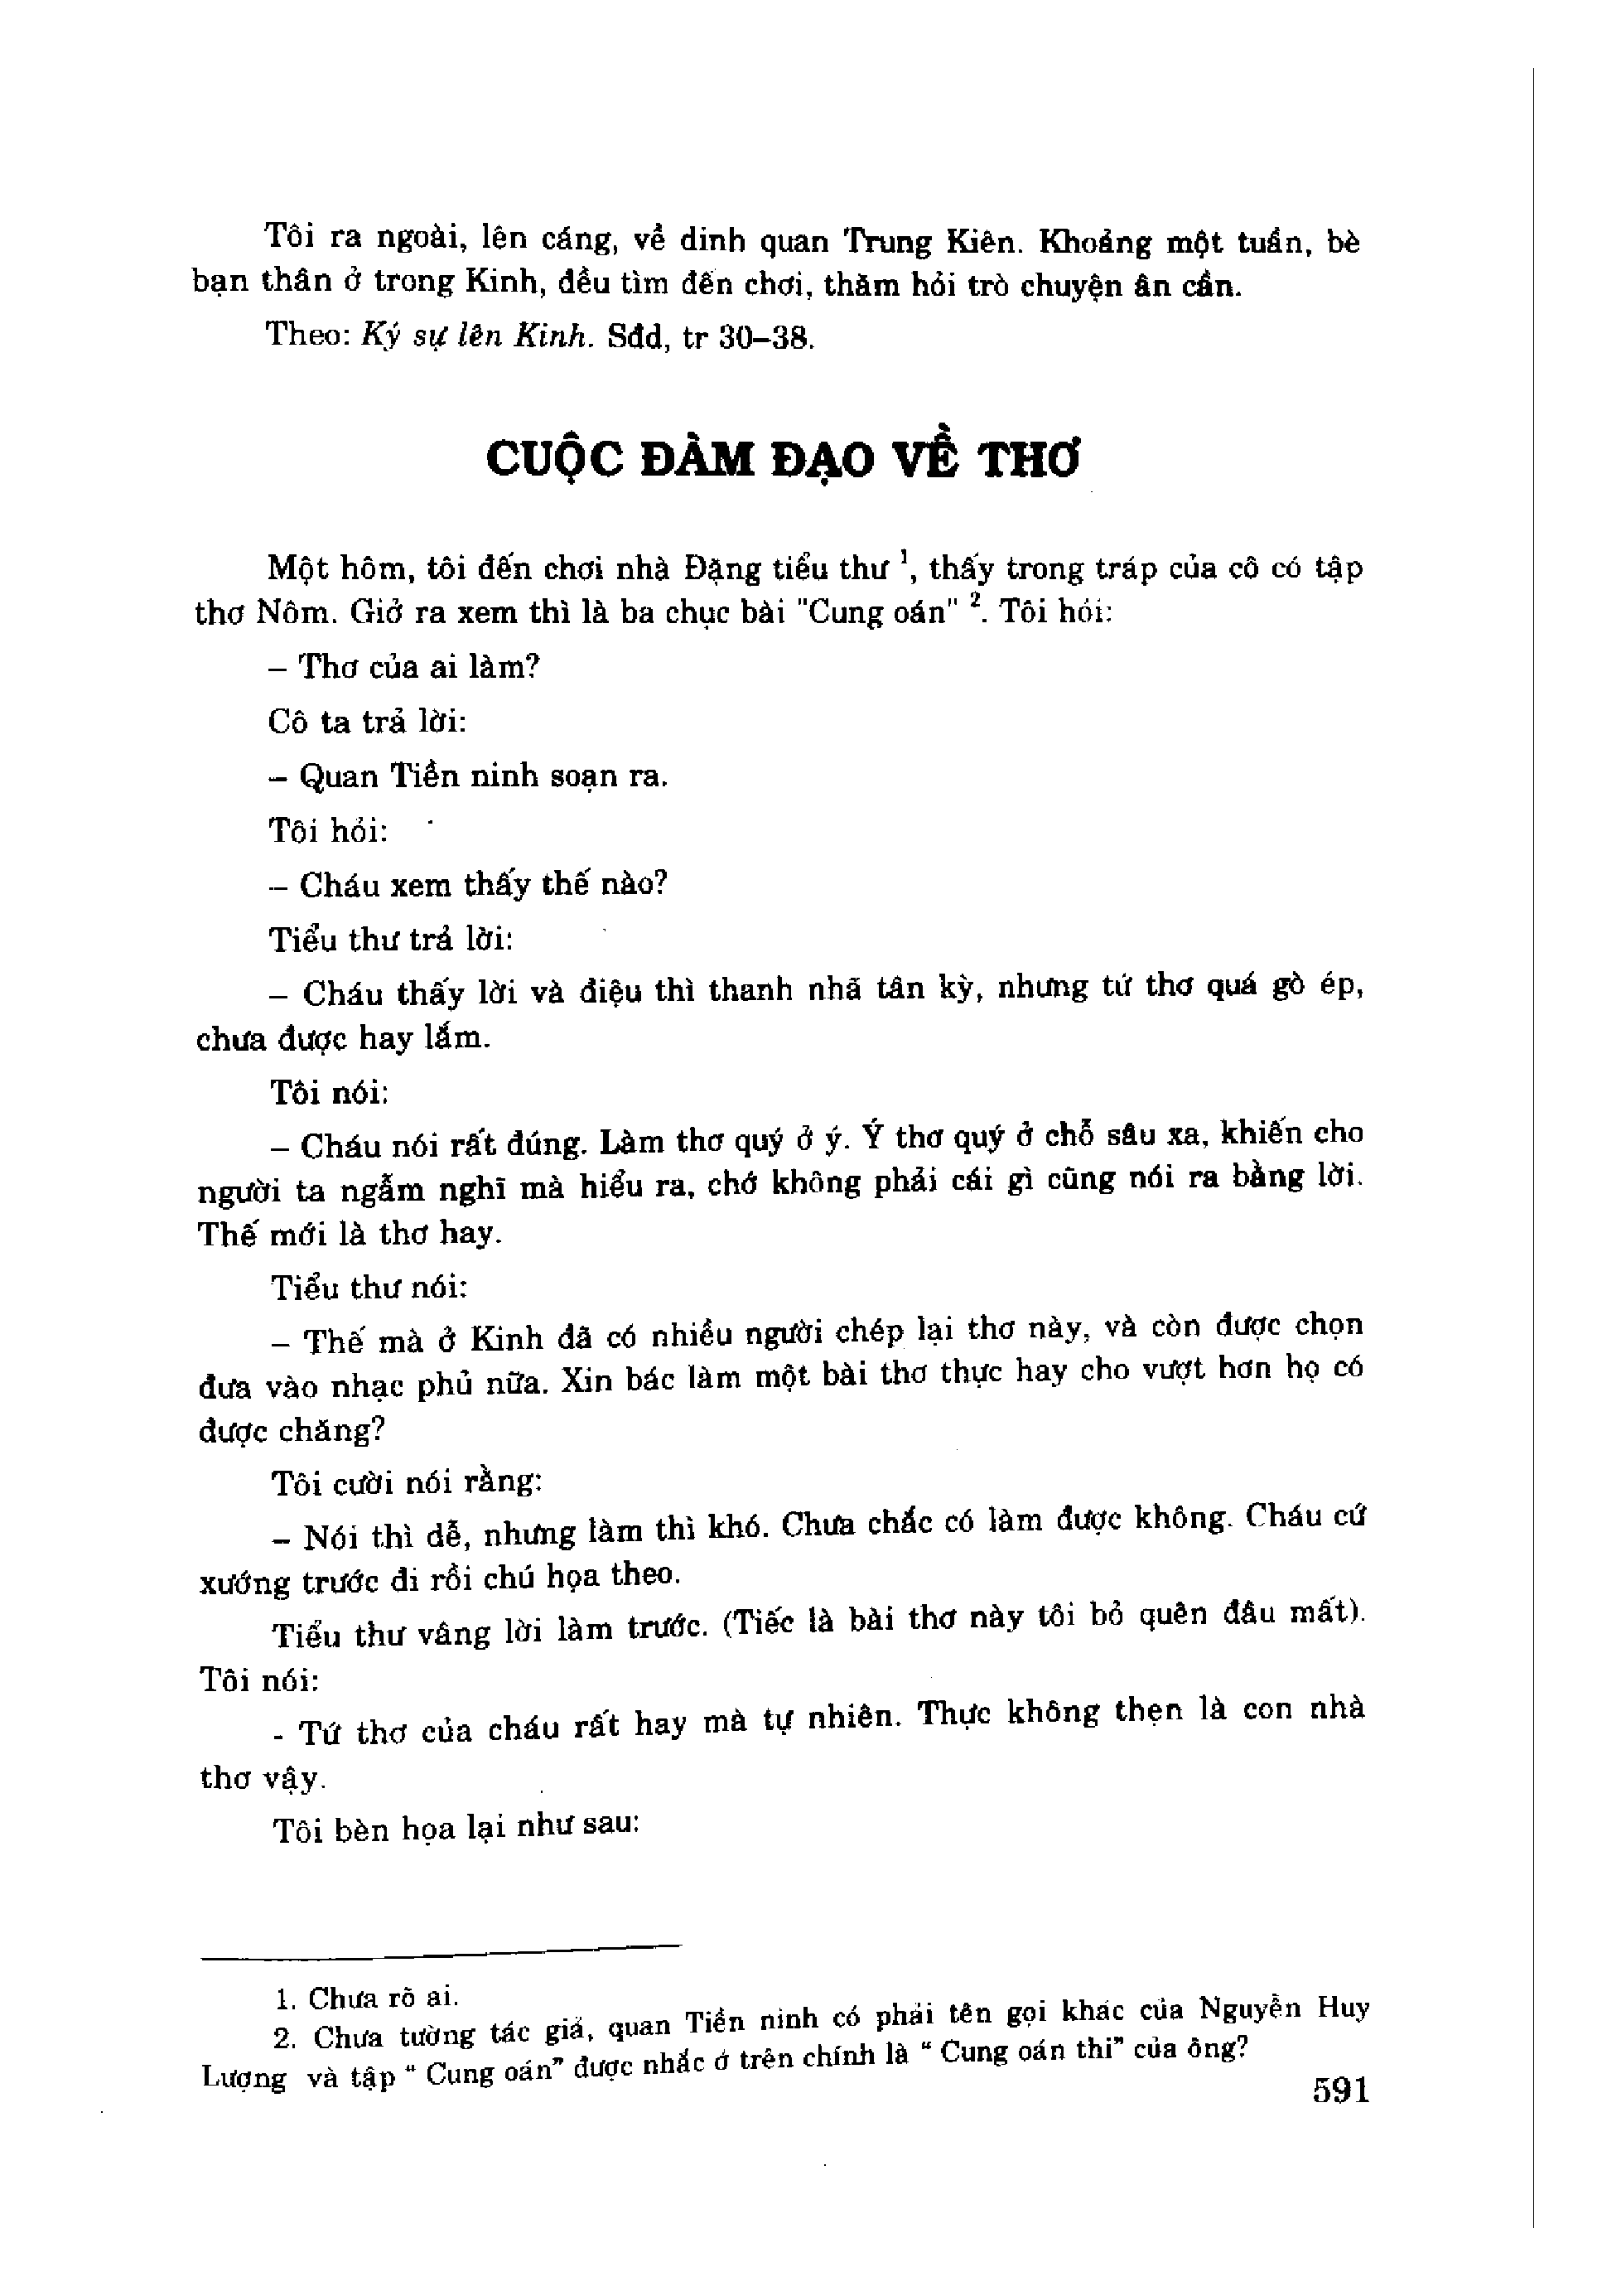 Tôi ra ngoài, lên cáng, về dinh quan Trung Kiên. Khoảng một tuần, bè
bạn thân ở trong Kinh, đều tìm đến chơi, thăm hỏi trò chuyện ân cần.
Theo: Ký sự lên Kinh. Sđd, tr 30–38.
CUỘC ĐÀM ĐẠO VỀ THƠ
Một hôm, tôi đến chơi nhà Đặng tiểu thư ¹, thấy trong tráp của cô có tập
thơ Nôm. Giở ra xem thì là ba chục bài "Cung oán" ². Tôi hỏi:
– Thơ của ai làm?
Cô ta trả lời:
– Quan Tiền ninh soạn ra.
Tôi hỏi:
– Cháu xem thấy thế nào?
Tiểu thư trả lời:
– Cháu thấy lời và điệu thì thanh nhã tân kỳ, nhưng tứ thơ quá gò ép,
chưa được hay lắm.
Tôi nói:
– Cháu nói rất đúng. Làm thơ quý ở ý. Ý thơ quý ở chỗ sâu xa, khiến cho
người ta ngẫm nghĩ mà hiểu ra, chớ không phải cái gì cũng nói ra bằng lời.
Thế mới là thơ hay.
Tiểu thư nói:
– Thế mà ở Kinh đã có nhiều người chép lại thơ này, và còn được chọn
đưa vào nhạc phủ nữa. Xin bác làm một bài thơ thực hay cho vượt hơn họ có
được chăng?
Tôi cười nói rằng:
– Nói thì dễ, nhưng làm thì khó. Chưa chắc có làm được không. Cháu cứ
xướng trước đi rồi chú họa theo.
Tiểu thư vâng lời làm trước. (Tiếc là bài thơ này tôi bỏ quên đâu mất).
Tôi nói:
- Tứ thơ của cháu rất hay mà tự nhiên. Thực không thẹn là con nhà
thơ vậy.
Tôi bèn họa lại như sau:
1. Chưa rõ ai.
2. Chưa tường tác giả, quan Tiền ninh có phải tên gọi khác của Nguyễn Huy
Lượng và tập “ Cung oán” được nhắc ở trên chính là “ Cung oán thi” của ông?
591